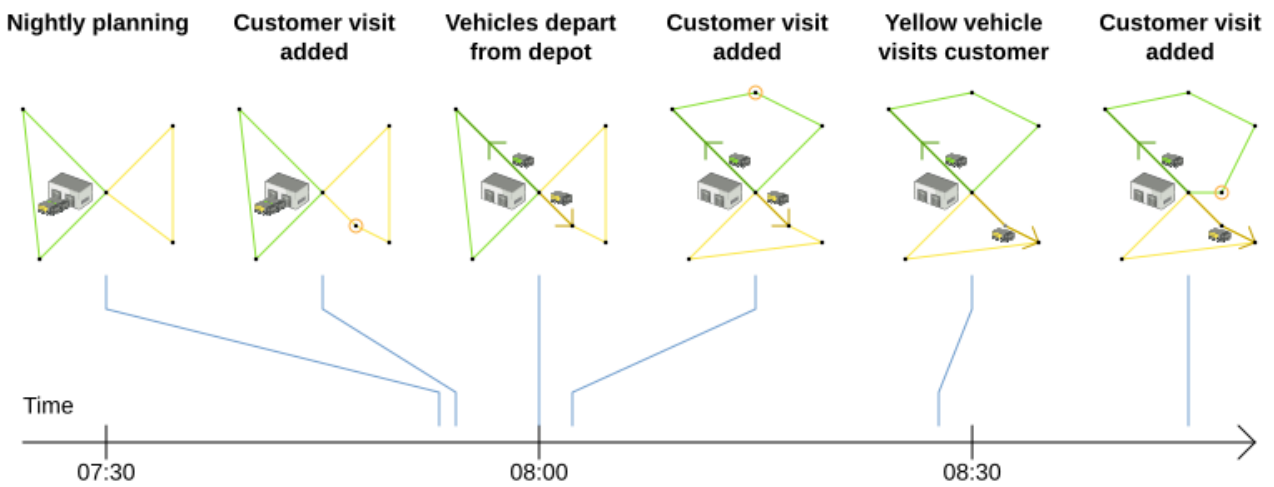 Nightly planning
Customer visit
added
Vehicles depart
from depot
Customer visit
added
Yellow vehicle
visits customer
Customer visit
added
Time
07:30
08:00
08:30